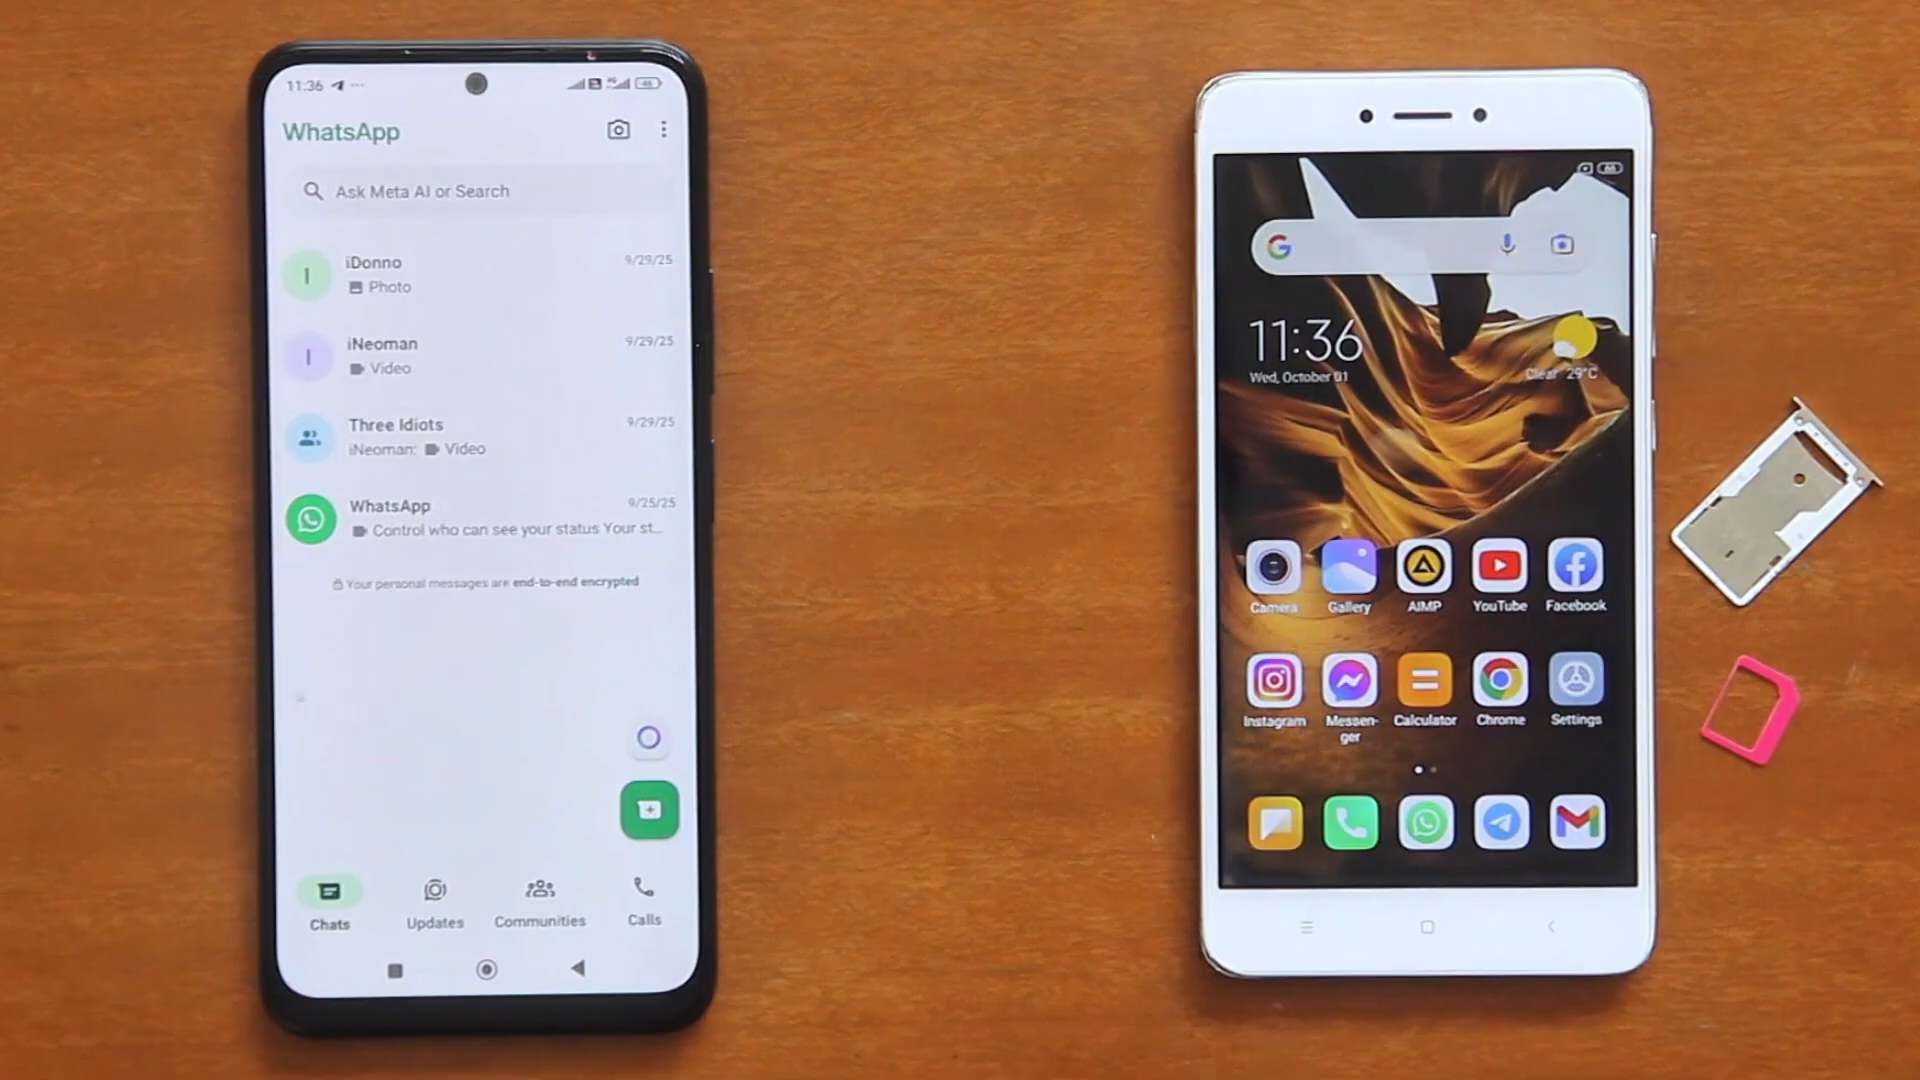 11:36
46
WhatsApp
Ask Meta AI or Search
iDonno
9/29/25
Photo
iNeoman
9/29/25
Video
Three Idiots
9/29/25
iNeoman: Video
WhatsApp
9/25/25
Control who can see your status Your st...
Your personal messages are end-to-end encrypted
Chats
Updates
Communities
Calls
11:36
Wed, October 01
Clear 29°C
Camera
Gallery
AIMP
YouTube
Facebook
Instagram
Messen-
ger
Calculator
Chrome
Settings